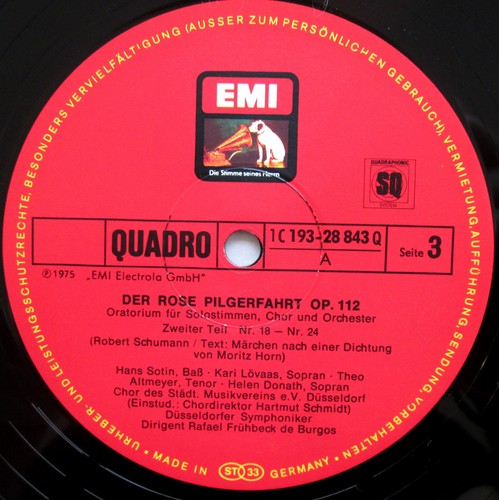 URHEBER- UND LEISTUNGSSCHUTZRECHTE, BESONDERS VERVIELFÄLTIGUNG (AUSSER ZUM PERSÖNLICHEN GEBRAUCH), VERMIETUNG, AUFFÜHRUNG, SENDUNG, VORBEHALTEN
EMI
Die Stimme seines Herrn
QUADRAPHONIC
SQ
SYSTEM
QUADRO
1 C 193-28 843 Q
A
Seite 3
℗ 1975 „EMI Electrola GmbH"
DER ROSE PILGERFAHRT OP. 112
Oratorium für Solostimmen, Chor und Orchester
Zweiter Teil Nr. 18 — Nr. 24
(Robert Schumann / Text: Märchen nach einer Dichtung
von Moritz Horn)
Hans Sotin, Baß · Kari Lövaas, Sopran · Theo
Altmeyer, Tenor · Helen Donath, Sopran
Chor des Städt. Musikvereins e.V. Düsseldorf
(Einstud.: Chordirektor Hartmut Schmidt)
Düsseldorfer Symphoniker
Dirigent Rafael Frühbeck de Burgos
• MADE IN ST 33 GERMANY •